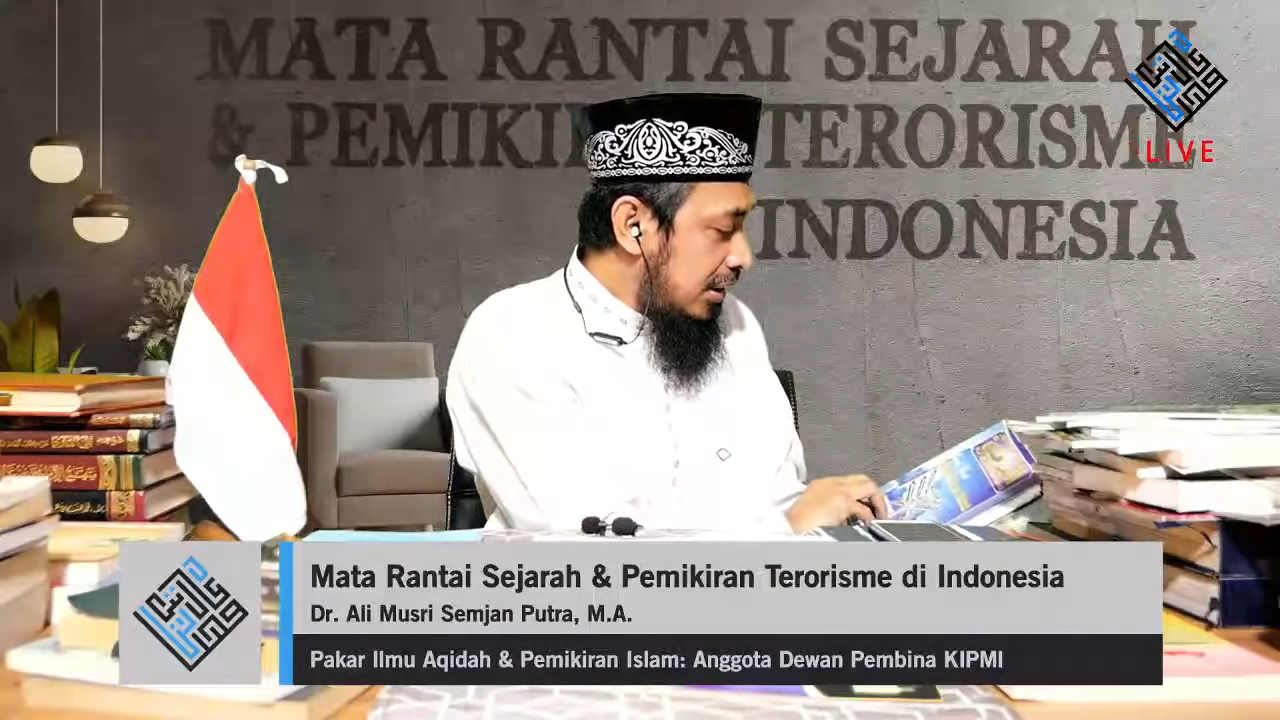 MATA RANTAI SEJARAH
& PEMIKI TERORISME
INDONESIA
LIVE
Mata Rantai Sejarah & Pemikiran Terorisme di Indonesia
Dr. Ali Musri Semjan Putra, M.A.
Pakar Ilmu Aqidah & Pemikiran Islam: Anggota Dewan Pembina KIPMI